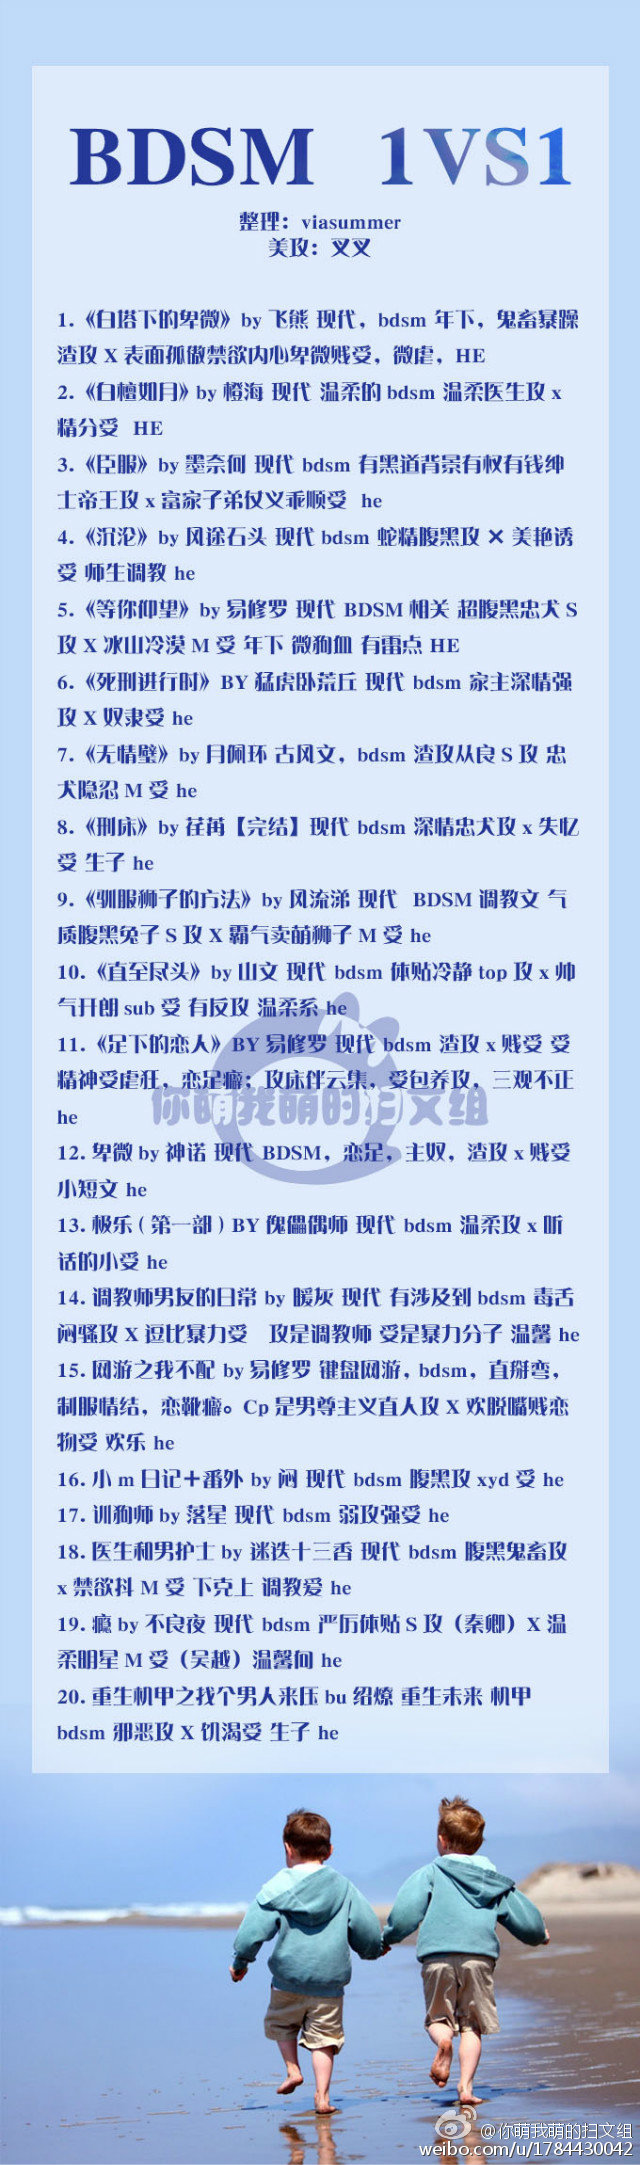 BDSM 1VS1
整理：viasummer
美攻：叉叉
1.《白塔下的卑微》by 飞熊 现代，bdsm 年下，鬼畜暴躁
渣攻 X 表面孤傲禁欲内心卑微贱受，微虐，HE
2.《白檀如月》by 橙海 现代 温柔的 bdsm 温柔医生攻 x
精分受 HE
3.《臣服》by 墨奈何 现代 bdsm 有黑道背景有权有钱绅
士帝王攻 x 富家子弟仗义乖顺受 he
4.《沉沦》by 风途石头 现代 bdsm 蛇精腹黑攻 × 美艳诱
受 师生调教 he
5.《等你仰望》by 易修罗 现代 BDSM 相关 超腹黑忠犬 S
攻 X 冰山冷漠 M 受 年下 微狗血 有雷点 HE
6.《死刑进行时》BY 猛虎卧荒丘 现代 bdsm 家主深情强
攻 X 奴隶受 he
7.《无情壁》by 月佩环 古风文，bdsm 渣攻从良 S 攻 忠
犬隐忍 M 受 he
8.《刑床》by 荏苒【完结】现代 bdsm 深情忠犬攻 x 失忆
受 生子 he
9.《驯服狮子的方法》by 风流涕 现代 BDSM 调教文 气
质腹黑兔子 S 攻 X 霸气卖萌狮子 M 受 he
10.《直至尽头》by 山文 现代 bdsm 体贴冷静 top 攻 x 帅
气开朗 sub 受 有反攻 温柔系 he
11.《足下的恋人》BY 易修罗 现代 bdsm 渣攻 x 贱受 受
精神受虐狂，恋足癖；攻床伴云集，受包养攻，三观不正
he
你萌我萌的扫文组
12. 卑微 by 神诺 现代 BDSM，恋足，主奴，渣攻 x 贱受
小短文 he
13. 极乐（第一部）BY 傀儡偶师 现代 bdsm 温柔攻 x 听
话的小受 he
14. 调教师男友的日常 by 暖灰 现代 有涉及到 bdsm 毒舌
闷骚攻 X 逗比暴力受 攻是调教师 受是暴力分子 温馨 he
15. 网游之我不配 by 易修罗 键盘网游，bdsm，直掰弯，
制服情结，恋靴癖。Cp 是男尊主义直人攻 X 欢脱嘴贱恋
物受 欢乐 he
16. 小 m 日记＋番外 by 闷 现代 bdsm 腹黑攻 xyd 受 he
17. 训狗师 by 落星 现代 bdsm 弱攻强受 he
18. 医生和男护士 by 迷迭十三香 现代 bdsm 腹黑鬼畜攻
x 禁欲抖 M 受 下克上 调教爱 he
19. 瘾 by 不良夜 现代 bdsm 严厉体贴 S 攻（秦卿）X 温
柔明星 M 受（吴越）温馨向 he
20. 重生机甲之找个男人来压 bu 绍燎 重生未来 机甲
bdsm 邪恶攻 X 饥渴受 生子 he
@你萌我萌的扫文组
weibo.com/u/1784430042